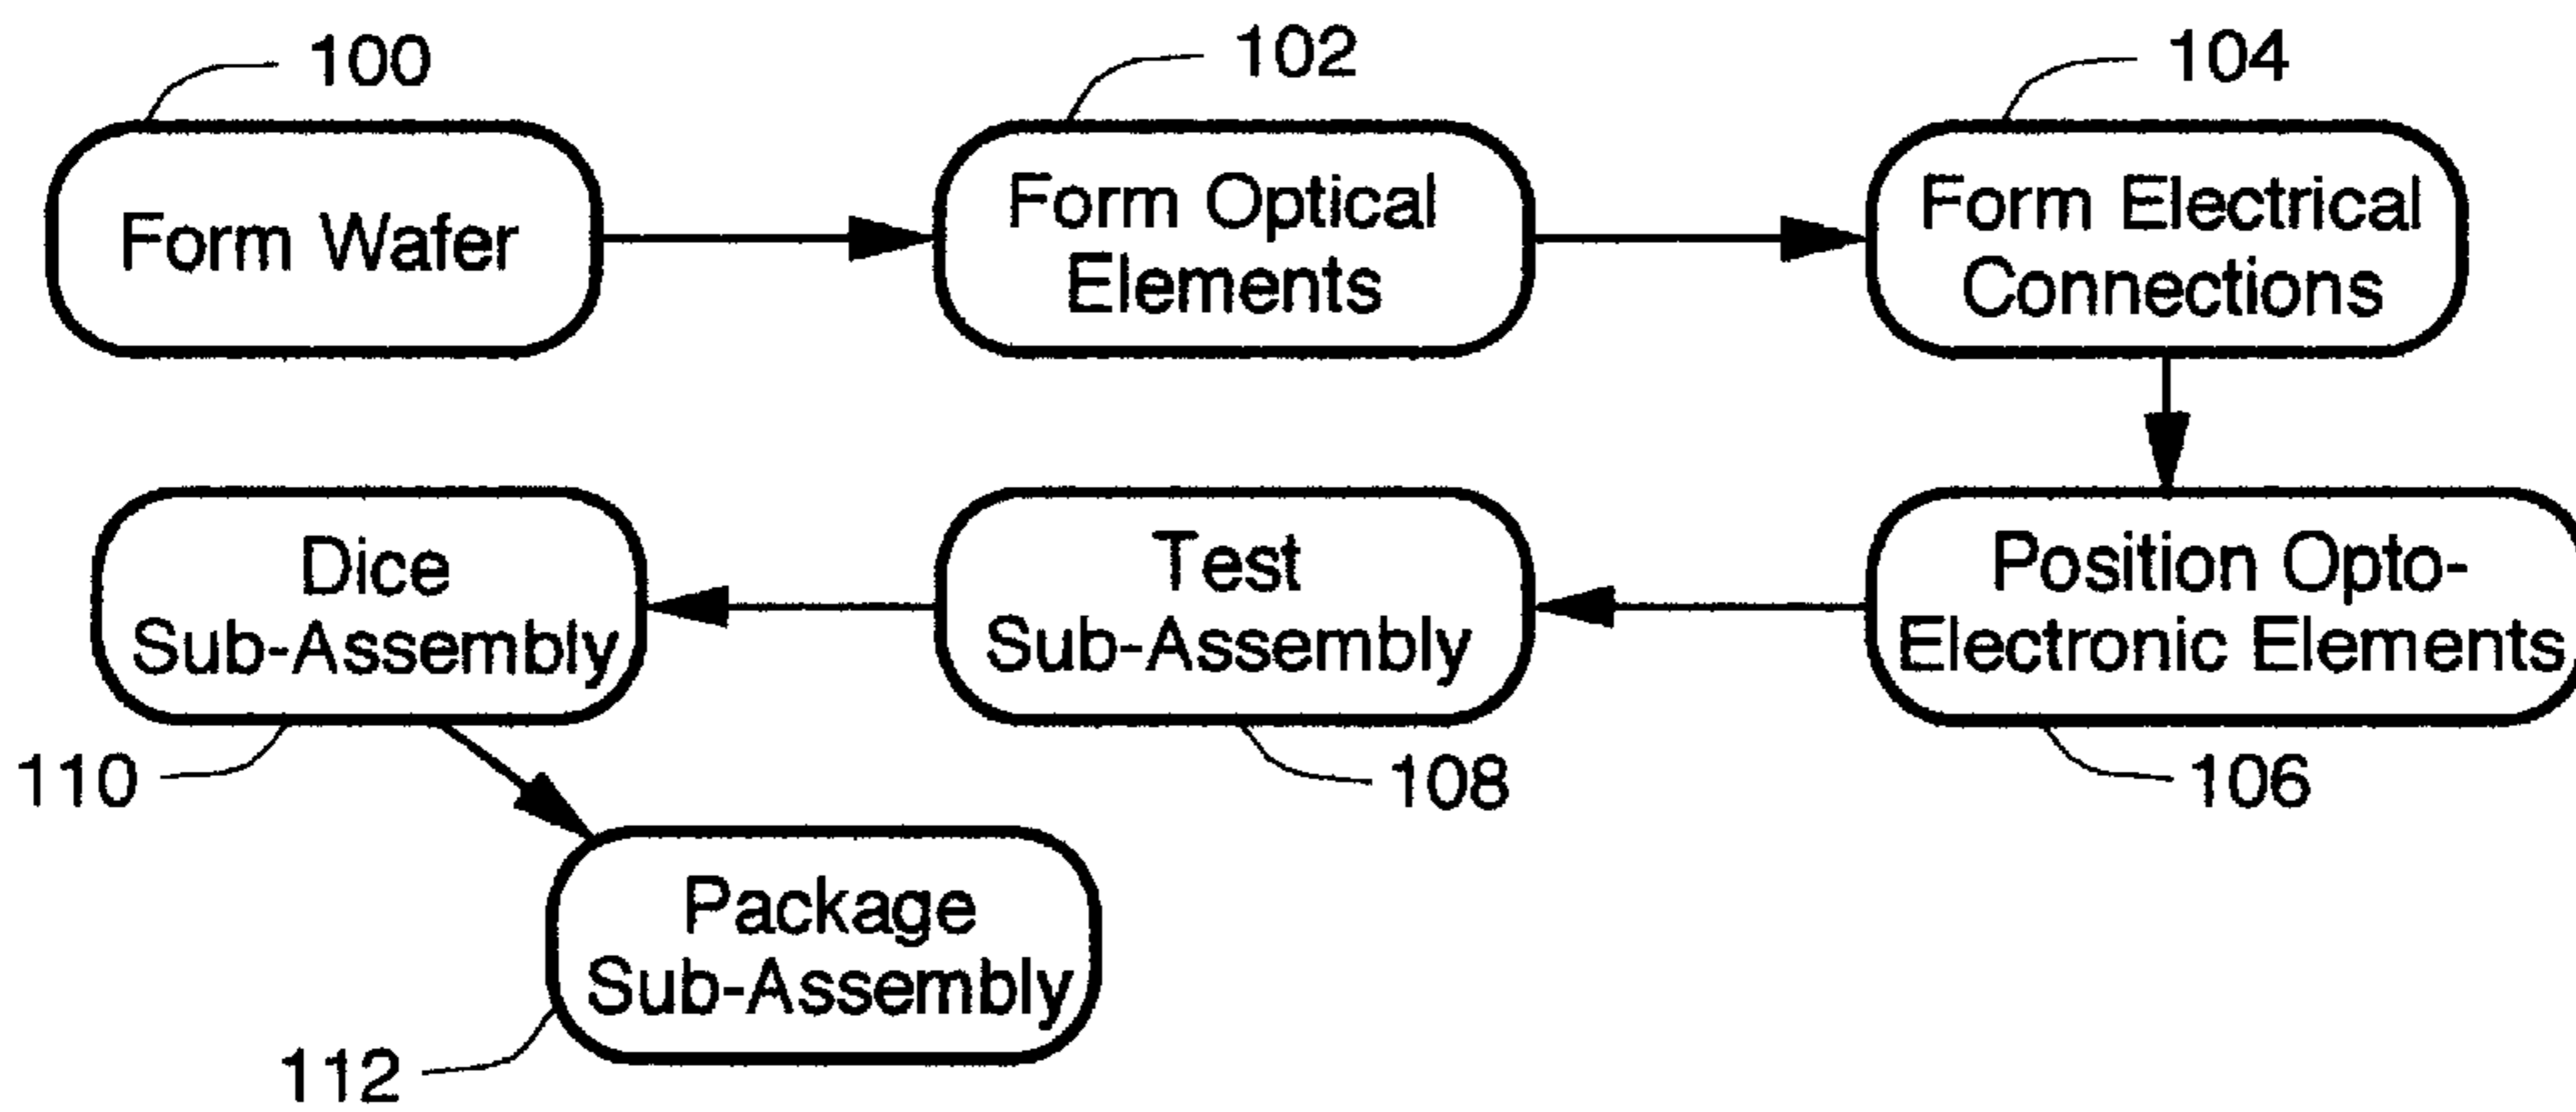 100
Form Wafer
102
Form Optical
Elements
104
Form Electrical
Connections
Position Opto-
Electronic Elements
106
Test
Sub-Assembly
108
Dice
Sub-Assembly
110
Package
Sub-Assembly
112